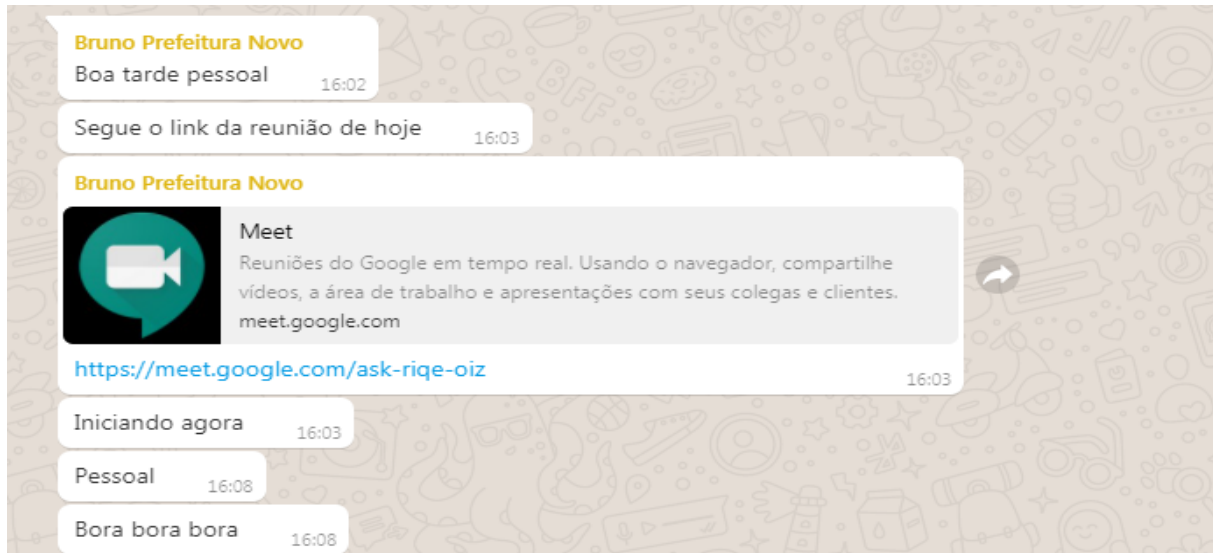 Bruno Prefeitura Novo
Boa tarde pessoal 16:02
Segue o link da reunião de hoje 16:03
Bruno Prefeitura Novo
Meet
Reuniões do Google em tempo real. Usando o navegador, compartilhe
vídeos, a área de trabalho e apresentações com seus colegas e clientes.
meet.google.com
https://meet.google.com/ask-riqe-oiz 16:03
Iniciando agora 16:03
Pessoal 16:08
Bora bora bora 16:08